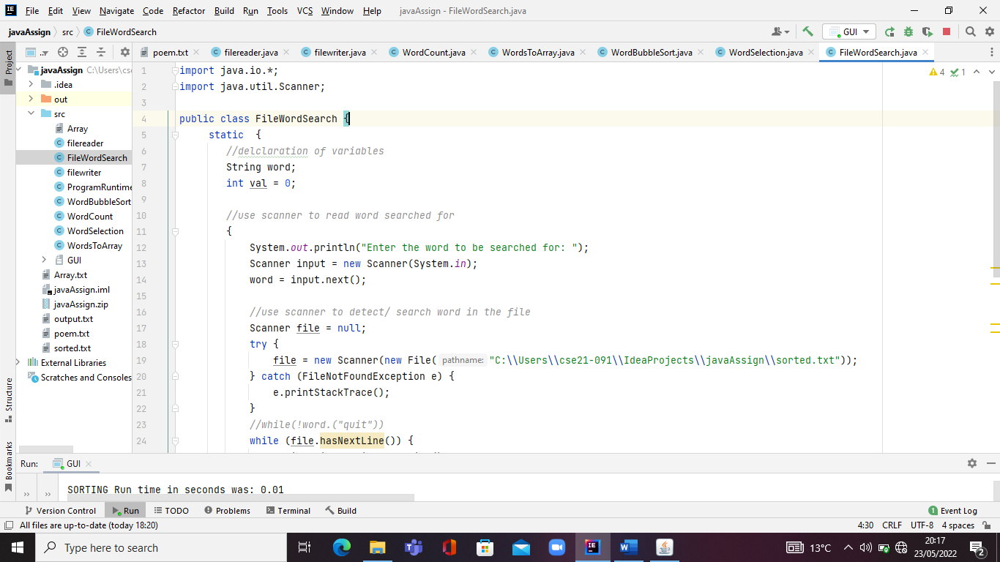 File Edit View Navigate Code Refactor Build Run Tools VCS Window Help javaAssign - FileWordSearch.java
javaAssign src FileWordSearch GUI
Project
poem.txt filereader.java filewriter.java WordCount.java WordsToArray.java WordBubbleSort.java WordSelection.java FileWordSearch.java
javaAssign C:\Users\cs
.idea
out
src
Array
filereader
FileWordSearch
filewriter
ProgramRuntime
WordBubbleSort
WordCount
WordSelection
WordsToArray
GUI
Array.txt
javaAssign.iml
javaAssign.zip
output.txt
poem.txt
sorted.txt
External Libraries
Scratches and Consoles
Structure
Bookmarks
4 1
1 import java.io.*;
2 import java.util.Scanner;
3
4 public class FileWordSearch {
5 static {
6 //delclaration of variables
7 String word;
8 int val = 0;
9
10 //use scanner to read word searched for
11 {
12 System.out.println("Enter the word to be searched for: ");
13 Scanner input = new Scanner(System.in);
14 word = input.next();
15
16 //use scanner to detect/ search word in the file
17 Scanner file = null;
18 try {
19 file = new Scanner(new File( pathname: "C:\\Users\\cse21-091\\IdeaProjects\\javaAssign\\sorted.txt"));
20 } catch (FileNotFoundException e) {
21 e.printStackTrace();
22 }
23 //while(!word.("quit"))
24 while (file.hasNextLine()) {
Run: GUI
SORTING Run time in seconds was: 0.01
Version Control Run TODO Problems Terminal Build 1 Event Log
All files are up-to-date (today 18:20) 4:30 CRLF UTF-8 4 spaces
Type here to search 13°C 20:17
23/05/2022 2